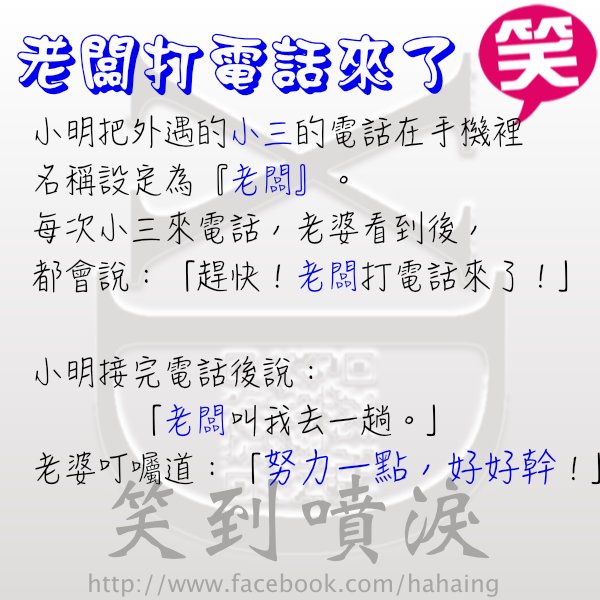 老闆打電話來了
笑
小明把外遇的小三的電話在手機裡
名稱設定為『老闆』。
每次小三來電話，老婆看到後，
都會說：「趕快！老闆打電話來了！」
小明接完電話後說：
「老闆叫我去一趟。」
老婆叮囑道：「努力一點，好好幹！」
笑到噴淚
http://www.facebook.com/hahaing